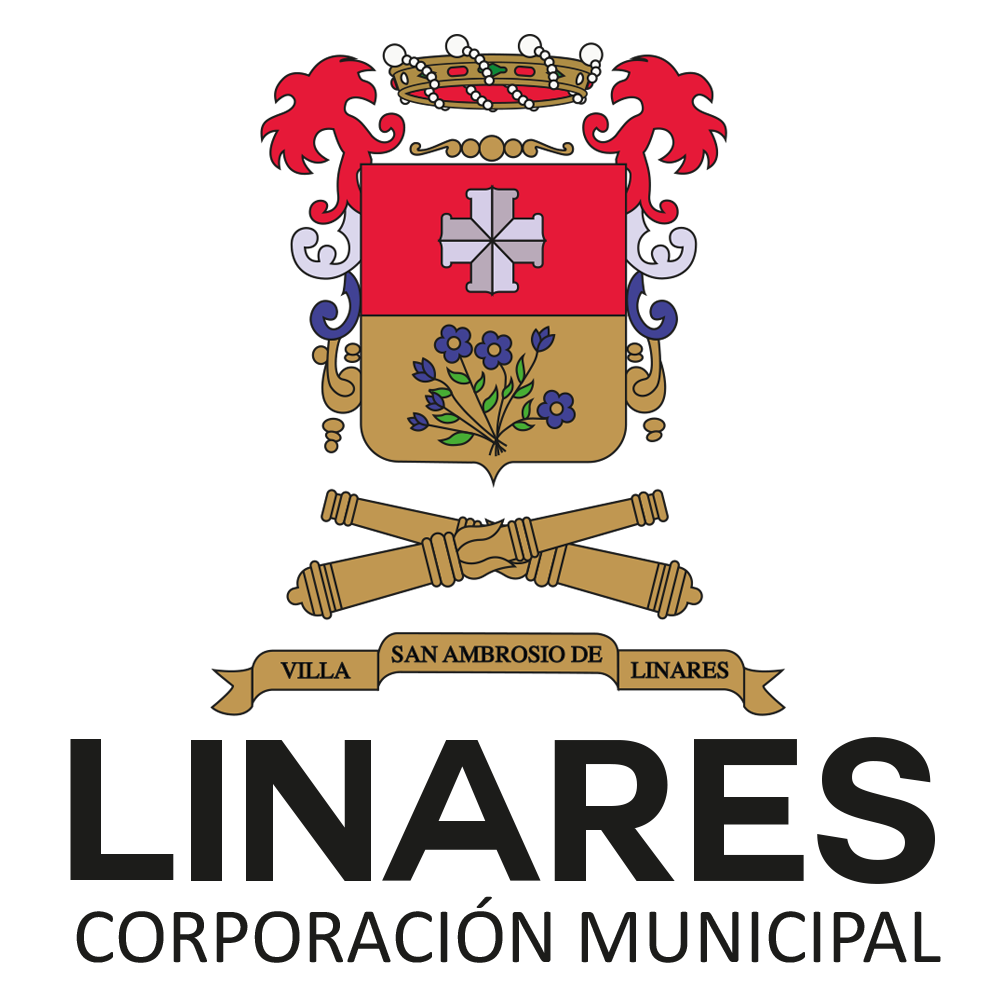 VILLA SAN AMBROSIO DE LINARES
LINARES
CORPORACIÓN MUNICIPAL